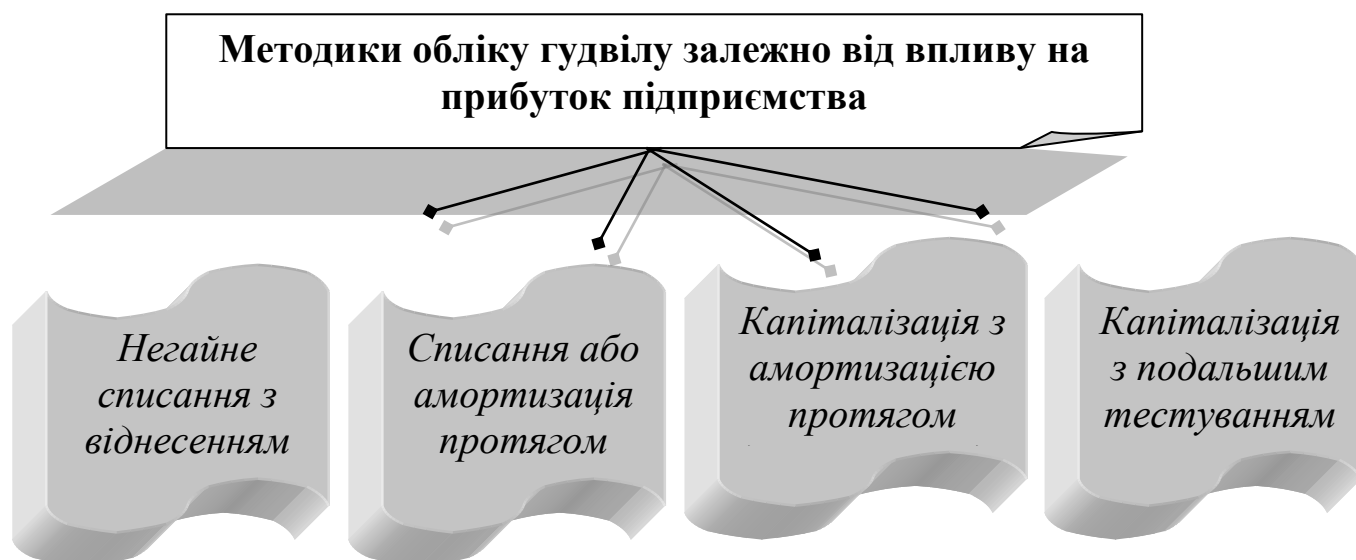 Методики обліку гудвілу залежно від впливу на
прибуток підприємства
Негайне
списання з
віднесенням
Списання або
амортизація
протягом
Капіталізація з
амортизацією
протягом
Капіталізація
з подальшим
тестуванням